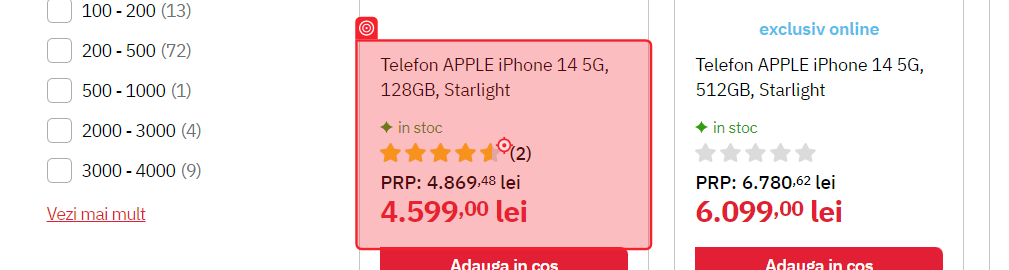 100 - 200 (13)
200 - 500 (72)
500 - 1000 (1)
2000 - 3000 (4)
3000 - 4000 (9)
Vezi mai mult
Telefon APPLE iPhone 14 5G,
128GB, Starlight
in stoc
(2)
PRP: 4.869,48 lei
4.599,00 lei
Adauga in cos
exclusiv online
Telefon APPLE iPhone 14 5G,
512GB, Starlight
in stoc
PRP: 6.780,62 lei
6.099,00 lei
Adauga in cos